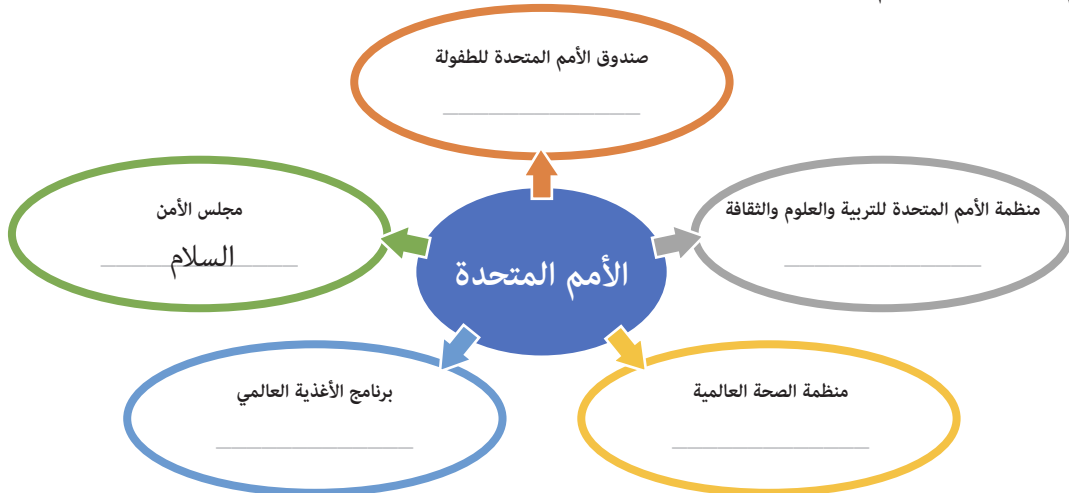 صندوق الأمم المتحدة للطفولة
منظمة الأمم المتحدة للتربية والعلوم والثقافة
مجلس الأمن
السلام
الأمم المتحدة
منظمة الصحة العالمية
برنامج الأغذية العالمي